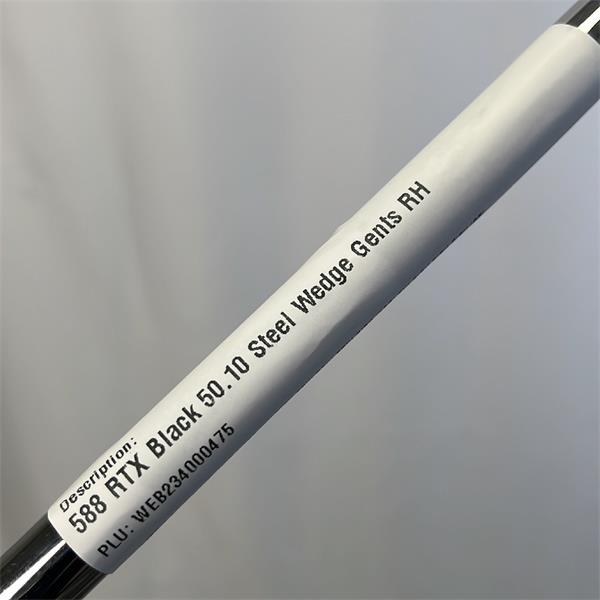 Description:
588 RTX Black 50.10 Steel Wedge Gents RH
PLU: WEB234000475